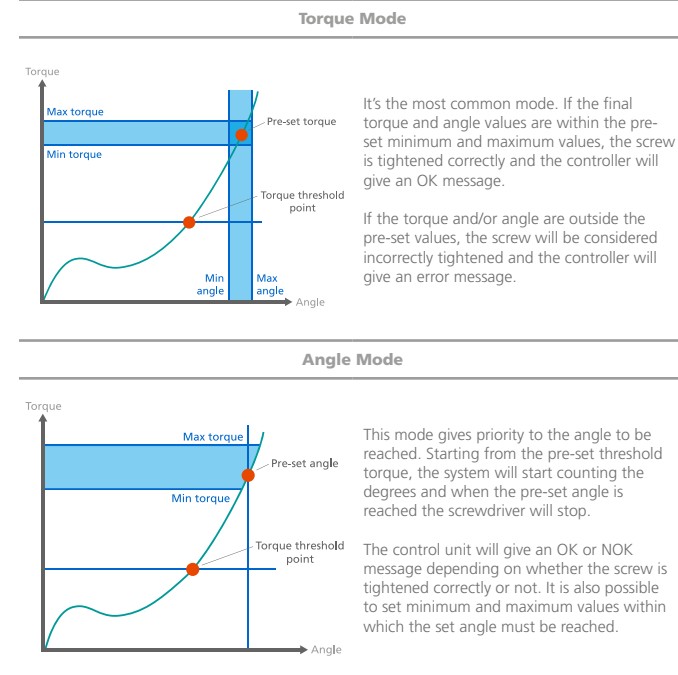 Torque Mode
Torque
Max torque
Pre-set torque
Min torque
Torque threshold
point
Min
angle
Max
angle
Angle
It's the most common mode. If the final
torque and angle values are within the pre-
set minimum and maximum values, the screw
is tightened correctly and the controller will
give an OK message.
If the torque and/or angle are outside the
pre-set values, the screw will be considered
incorrectly tightened and the controller will
give an error message.
Angle Mode
Torque
Max torque
Pre-set angle
Min torque
Torque threshold
point
Angle
This mode gives priority to the angle to be
reached. Starting from the pre-set threshold
torque, the system will start counting the
degrees and when the pre-set angle is
reached the screwdriver will stop.
The control unit will give an OK or NOK
message depending on whether the screw is
tightened correctly or not. It is also possible
to set minimum and maximum values within
which the set angle must be reached.